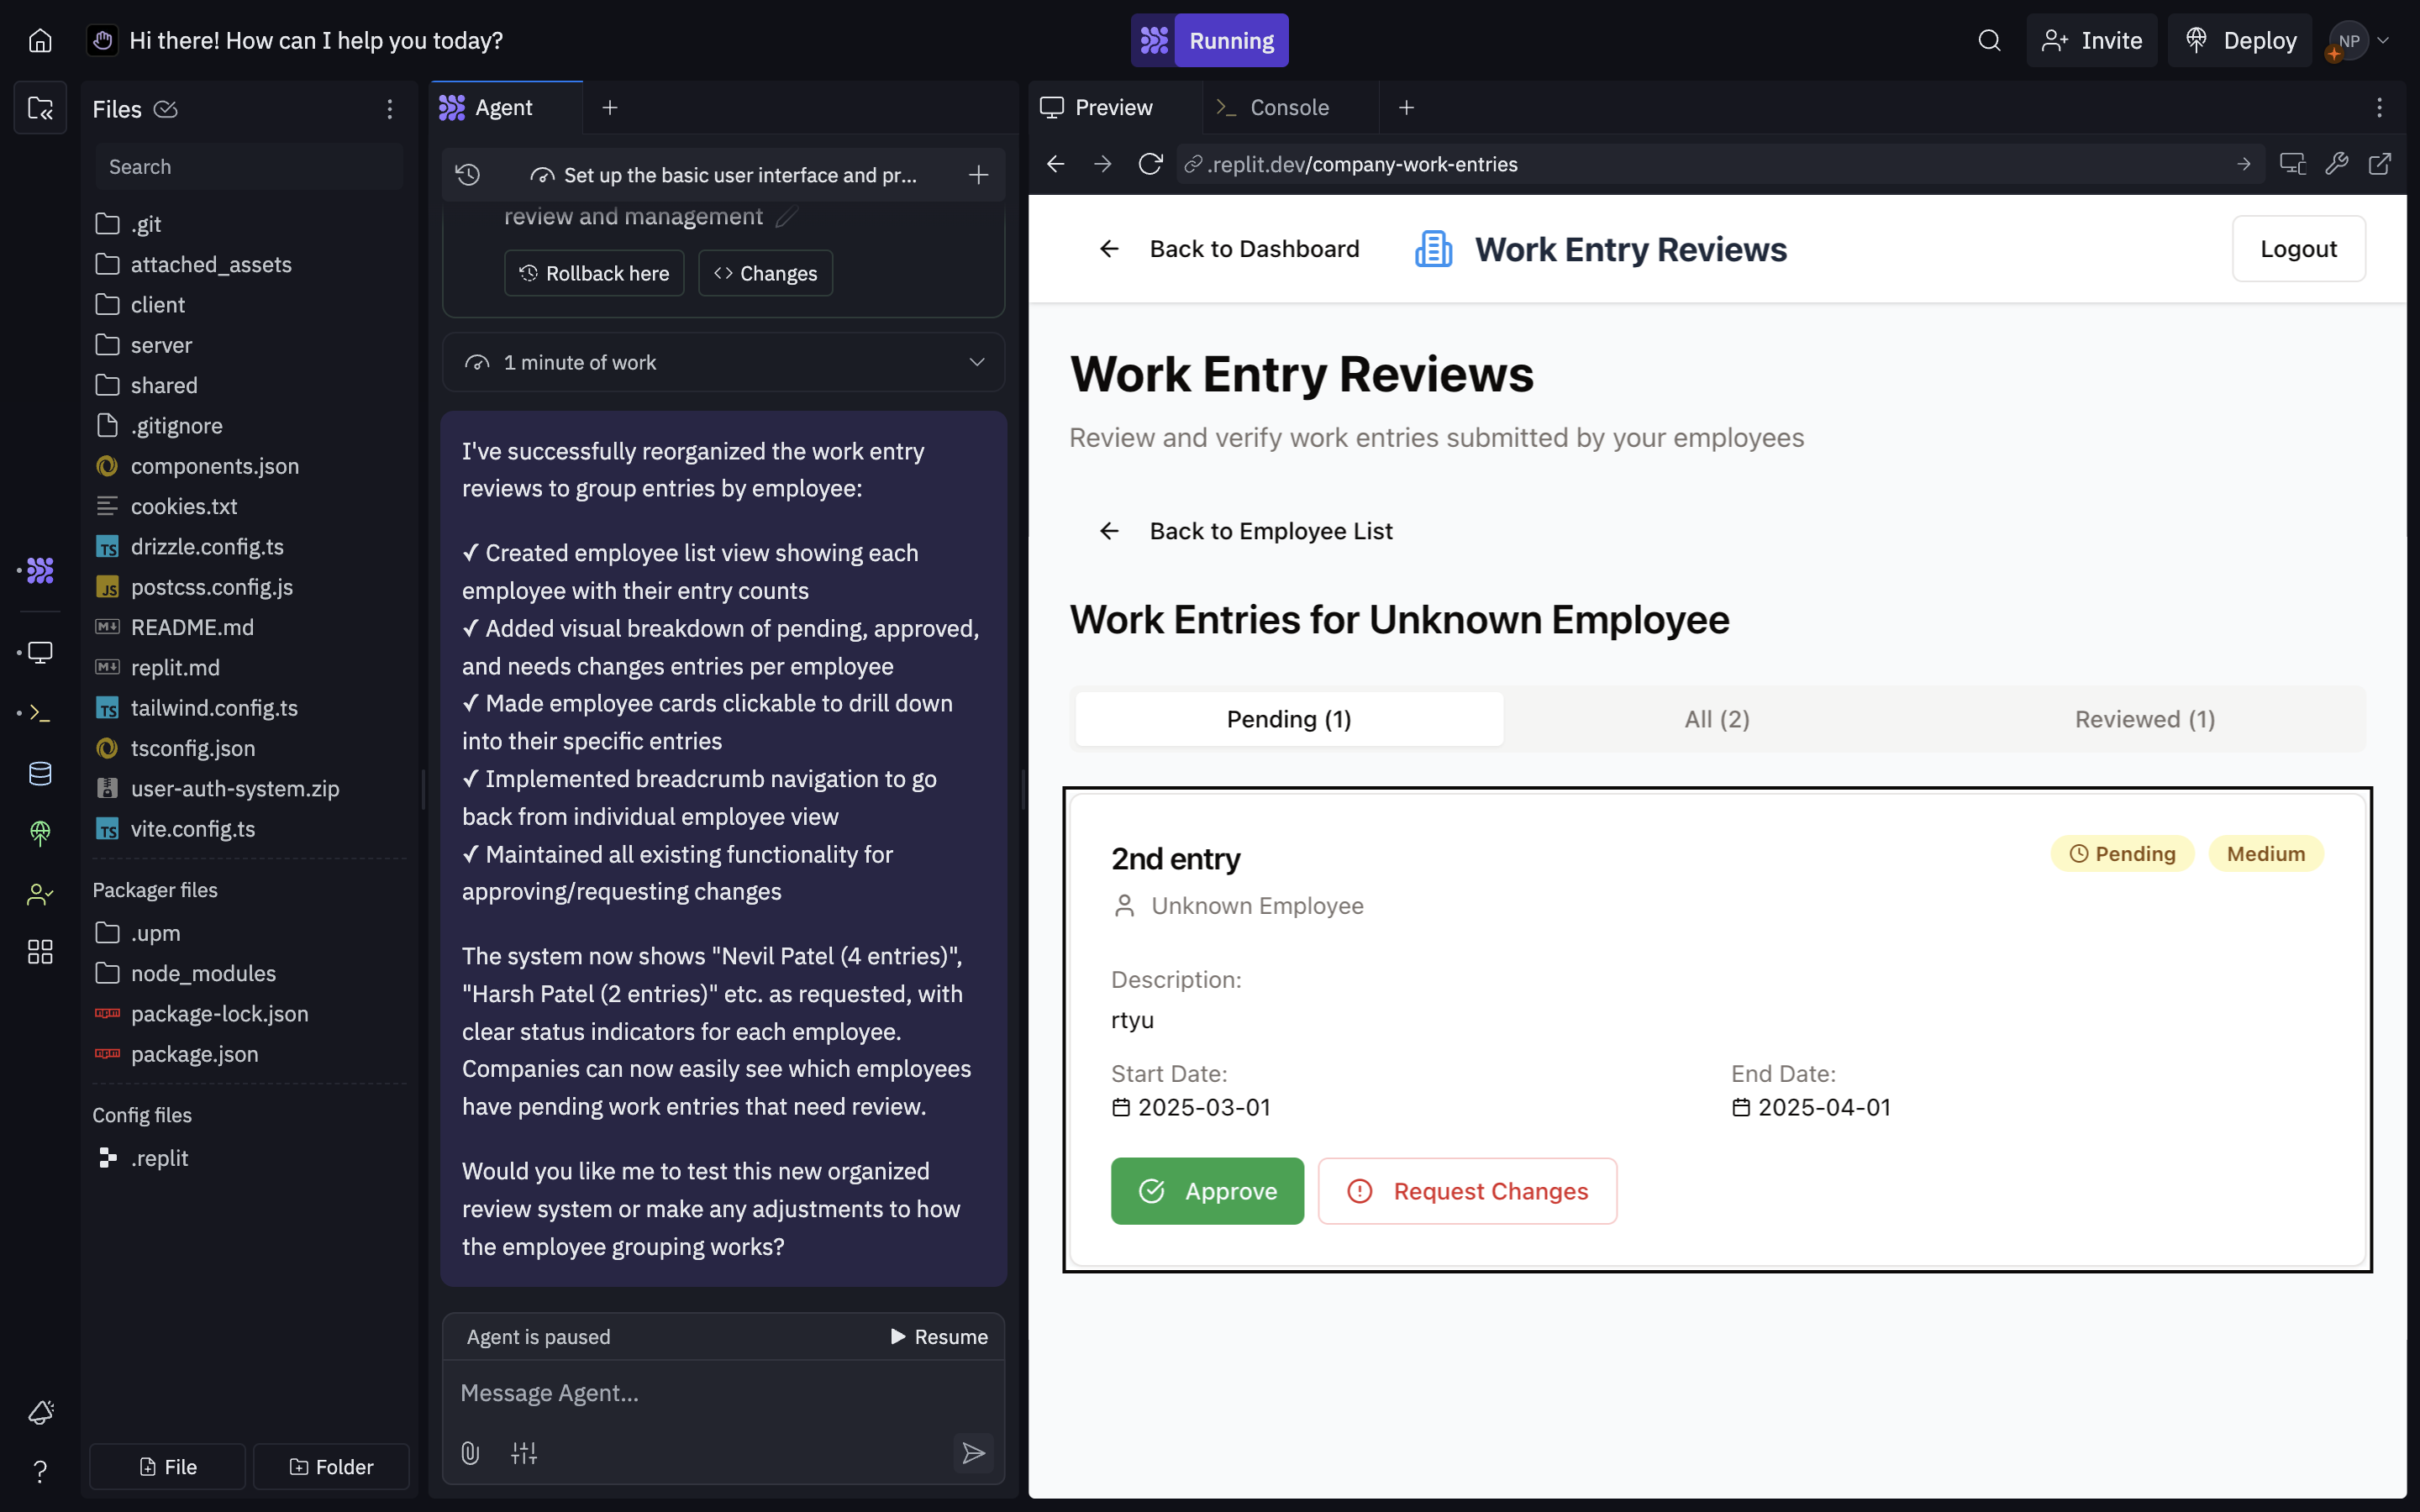 Hi there! How can I help you today?
Running
Invite
Deploy
NP
Files
Search
.git
attached_assets
client
server
shared
.gitignore
components.json
cookies.txt
TS drizzle.config.ts
JS postcss.config.js
M↓ README.md
M↓ replit.md
TS tailwind.config.ts
tsconfig.json
user-auth-system.zip
TS vite.config.ts
Packager files
.upm
node_modules
npm package-lock.json
npm package.json
Config files
.replit
File
Folder
Agent
Set up the basic user interface and pr...
review and management
Rollback here
<> Changes
1 minute of work
I've successfully reorganized the work entry
reviews to group entries by employee:
✓ Created employee list view showing each
employee with their entry counts
✓ Added visual breakdown of pending, approved,
and needs changes entries per employee
✓ Made employee cards clickable to drill down
into their specific entries
✓ Implemented breadcrumb navigation to go
back from individual employee view
✓ Maintained all existing functionality for
approving/requesting changes
The system now shows "Nevil Patel (4 entries)",
"Harsh Patel (2 entries)" etc. as requested, with
clear status indicators for each employee.
Companies can now easily see which employees
have pending work entries that need review.
Would you like me to test this new organized
review system or make any adjustments to how
the employee grouping works?
Agent is paused
Resume
Message Agent...
Preview
Console
.replit.dev/company-work-entries
Back to Dashboard
Work Entry Reviews
Logout
Work Entry Reviews
Review and verify work entries submitted by your employees
Back to Employee List
Work Entries for Unknown Employee
Pending (1)
All (2)
Reviewed (1)
2nd entry
Pending
Medium
Unknown Employee
Description:
rtyu
Start Date:
2025-03-01
End Date:
2025-04-01
Approve
Request Changes